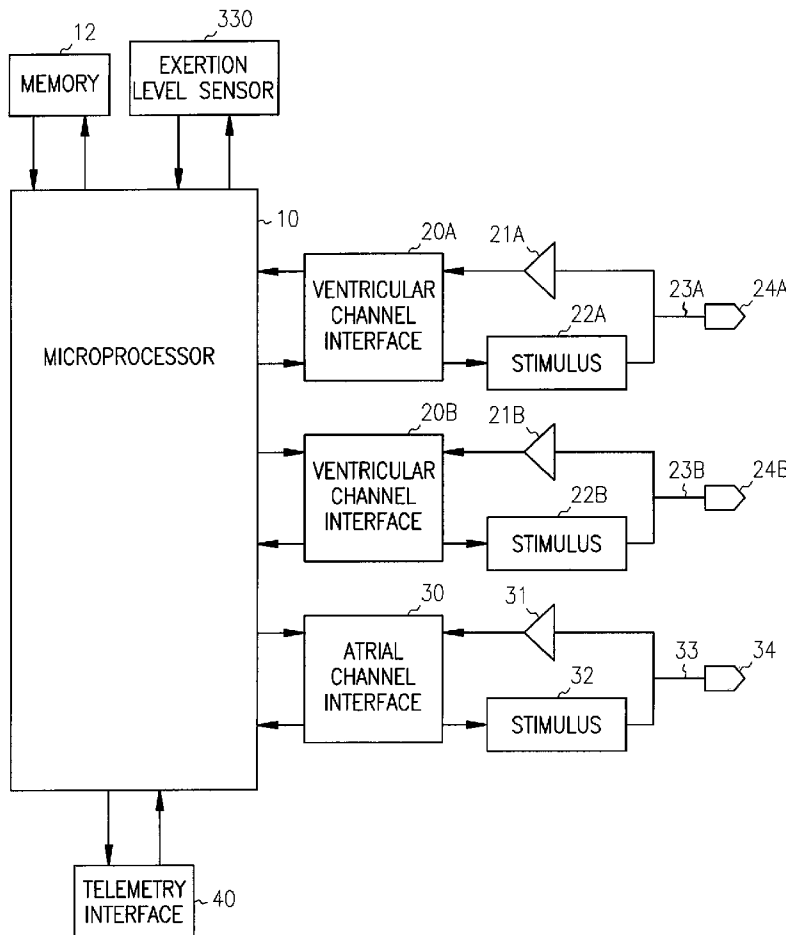 12
330
MEMORY
EXERTION
LEVEL SENSOR
10
MICROPROCESSOR
20A
VENTRICULAR
CHANNEL
INTERFACE
21A
22A
STIMULUS
23A
24A
20B
VENTRICULAR
CHANNEL
INTERFACE
21B
22B
STIMULUS
23B
24B
30
ATRIAL
CHANNEL
INTERFACE
31
32
STIMULUS
33
34
TELEMETRY
INTERFACE
40